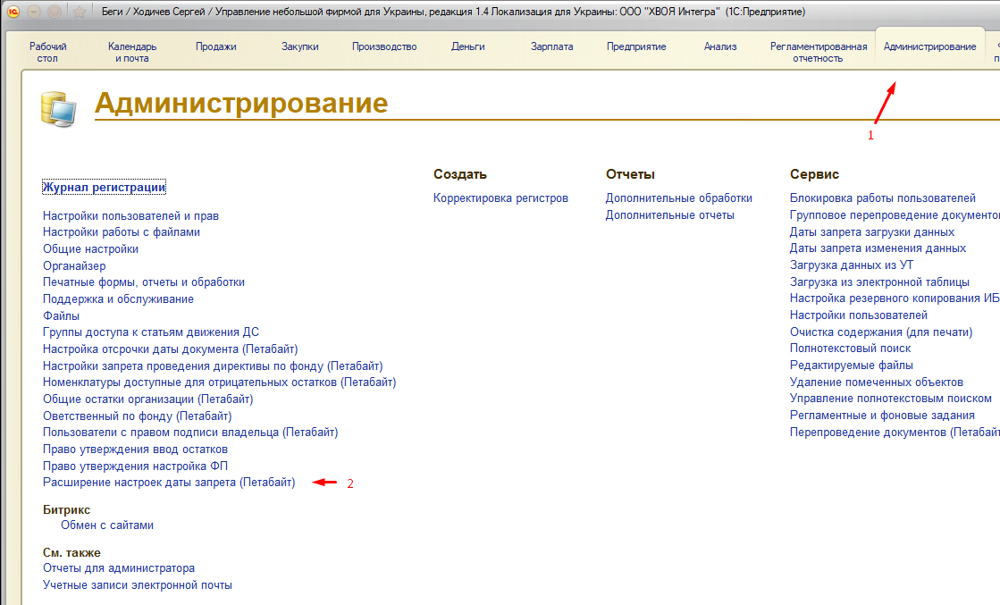 Беги / Ходичев Сергей / Управление небольшой фирмой для Украины, редакция 1.4 Локализация для Украины: ООО "ХВОЯ Интегра" (1С:Предприятие)
Рабочий стол
Календарь и почта
Продажи
Закупки
Производство
Деньги
Зарплата
Предприятие
Анализ
Регламентированная отчетность
Администрирование
1
Администрирование
Журнал регистрации
Настройки пользователей и прав
Настройки работы с файлами
Общие настройки
Органайзер
Печатные формы, отчеты и обработки
Поддержка и обслуживание
Файлы
Группы доступа к статьям движения ДС
Настройка отсрочки даты документа (Петабайт)
Настройки запрета проведения директивы по фонду (Петабайт)
Номенклатуры доступные для отрицательных остатков (Петабайт)
Общие остатки организации (Петабайт)
Оветственный по фонду (Петабайт)
Пользователи с правом подписи владельца (Петабайт)
Право утверждения ввод остатков
Право утверждения настройка ФП
Расширение настроек даты запрета (Петабайт)
2
Битрикс
Обмен с сайтами
См. также
Отчеты для администратора
Учетные записи электронной почты
Создать
Корректировка регистров
Отчеты
Дополнительные обработки
Дополнительные отчеты
Сервис
Блокировка работы пользователей
Групповое перепроведение документо
Даты запрета загрузки данных
Даты запрета изменения данных
Загрузка данных из УТ
Загрузка из электронной таблицы
Настройка резервного копирования ИБ
Настройки пользователей
Очистка содержания (для печати)
Полнотекстовый поиск
Редактируемые файлы
Удаление помеченных объектов
Управление полнотекстовым поиском
Регламентные и фоновые задания
Перепроведение документов (Петабайт